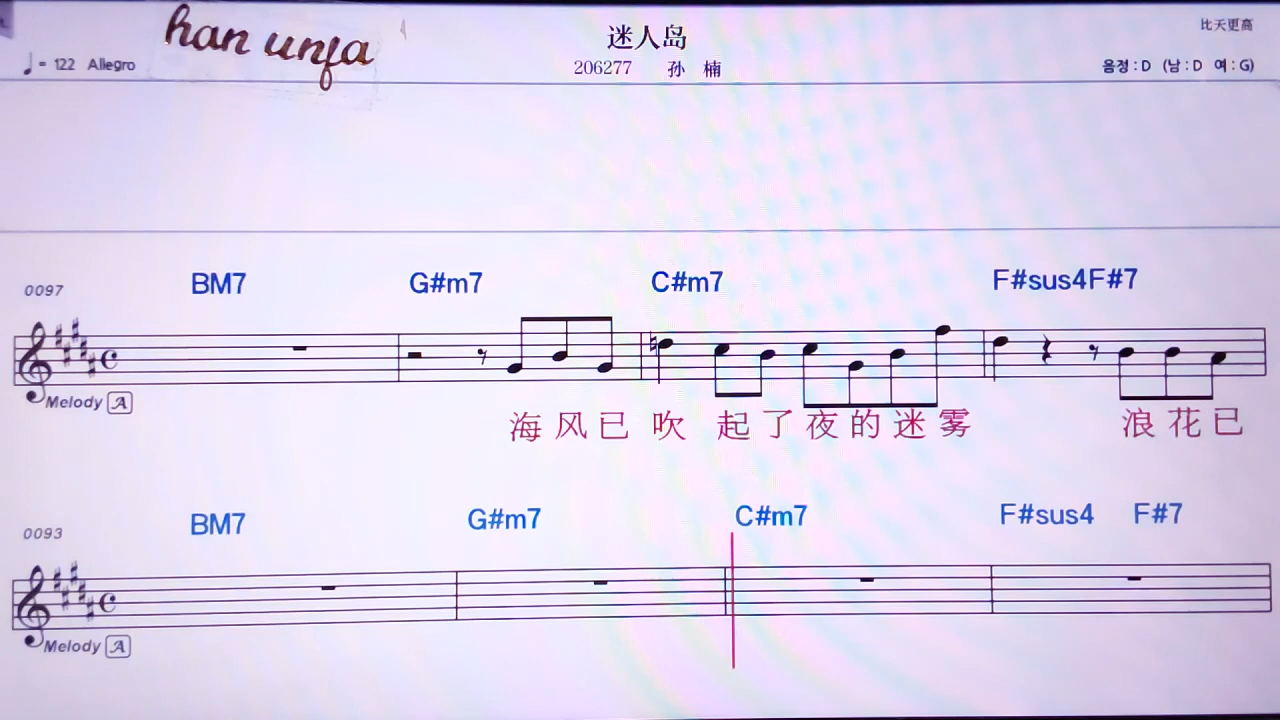 han unfa
迷人岛
比天更高
♩= 122 Allegro
206277 孙 楠
음정 : D (남 : D 여 : G)
0097 BM7 G#m7 C#m7 F#sus4F#7
Melody A
海 风 已 吹 起 了 夜 的 迷 雾 浪 花 已
0093 BM7 G#m7 C#m7 F#sus4 F#7
Melody A